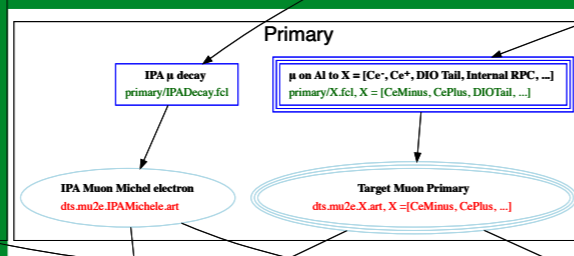 Primary
IPA μ decay
primary/IPADecay.fcl
μ on Al to X = [Ce-, Ce+, DIO Tail, Internal RPC, ...]
primary/X.fcl, X = [CeMinus, CePlus, DIOTail, ...]
IPA Muon Michel electron
dts.mu2e.IPAMichele.art
Target Muon Primary
dts.mu2e.X.art, X =[CeMinus, CePlus, ...]